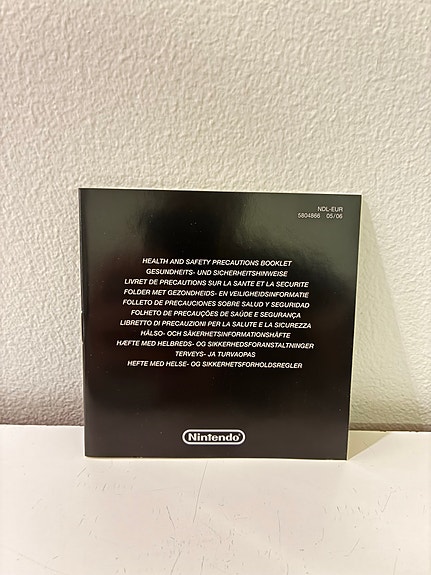 NDL-EUR
5804866 05/06
HEALTH AND SAFETY PRECAUTIONS BOOKLET
GESUNDHEITS- UND SICHERHEITSHINWEISE
LIVRET DE PRECAUTIONS SUR LA SANTE ET LA SECURITE
FOLDER MET GEZONDHEIDS- EN VEILIGHEIDSINFORMATIE
FOLLETO DE PRECAUCIONES SOBRE SALUD Y SEGURIDAD
FOLHETO DE PRECAUÇÕES DE SAÚDE E SEGURANÇA
LIBRETTO DI PRECAUZIONI PER LA SALUTE E LA SICUREZZA
HÄLSO- OCH SÄKERHETSINFORMATIONSHÄFTE
HÆFTE MED HELBREDS- OG SIKKERHEDSFORANSTALTNINGER
TERVEYS- JA TURVAOPAS
HEFTE MED HELSE- OG SIKKERHETSFORHOLDSREGLER
Nintendo